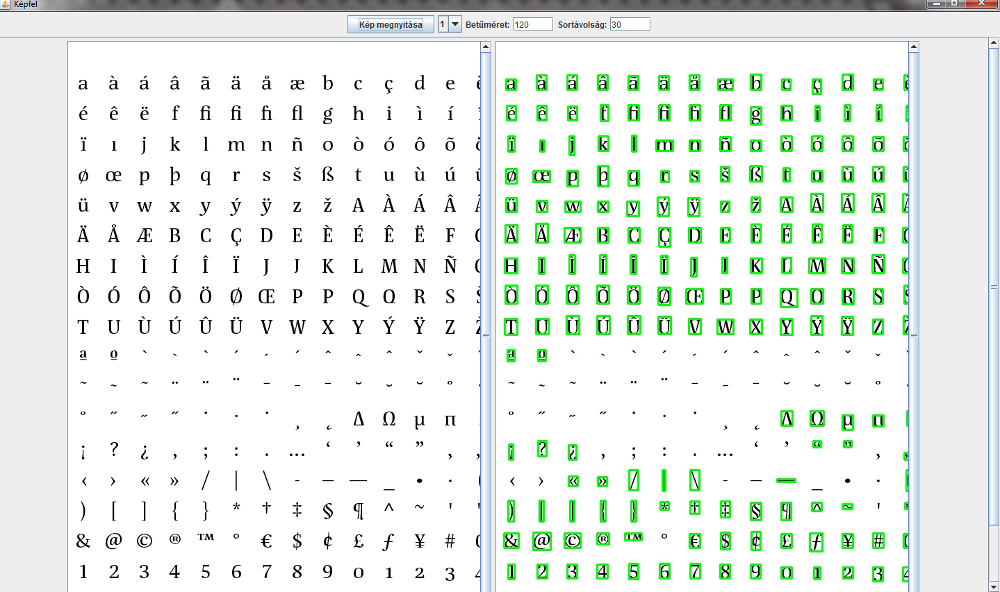 Képfel
Kép megnyitása 1 Betűméret: 120 Sortávolság: 30
a à á â ã ä å æ b c ç d e
é ê ë f fi fi fi fl g h i ì í
ï ı j k l m n ñ o ò ó ô õ
ø œ p þ q r s š ß t u ù ú
ü v w x y ý ÿ z ž A À Á Â
Ä Å Æ B C Ç D E È É Ê Ë F
H I Ì Í Î Ï J J K L M N Ñ
Ò Ó Ô Õ Ö Ø Œ P P Q Q R S
T U Ù Ú Û Ü V W X Y Ý Ÿ Z
ª º ` ˎ ` ´ ˏ ´ ˆ ˆ ˆ ˇ ˇ
˜ ˜ ˜ ¨ ¨ ¨ ¯ ¯ ¯ ˘ ˘ ˘ ˚
˚ ˝ ˝ ˝ ˙ ˙ ˙ ¸ ˛ Δ Ω µ π
¡ ? ¿ , ; : . … ‘ ’ “ ” ‚
‹ › « » / | \ - – — _ • ·
) [ ] { } * † ‡ § ¶ ^ ~ '
& @ © ® ™ ° € $ ¢ £ ƒ ¥ #
1 2 3 4 5 6 7 8 9 0 1 2 3
a à á â ã ä å æ b c ç d e
é ê ë f fi fi fi fl g h i ì í
ï ı j k l m n ñ o ò ó ô õ
ø œ p þ q r s š ß t u ù ú
ü v w x y ý ÿ z ž A À Á Â
Ä Å Æ B C Ç D E È É Ê Ë F
H I Ì Í Î Ï J J K L M N Ñ
Ò Ó Ô Õ Ö Ø Œ P P Q Q R S
T U Ù Ú Û Ü V W X Y Ý Ÿ Z
ª º ` ˎ ` ´ ˏ ´ ˆ ˆ ˆ ˇ ˇ
˜ ˜ ˜ ¨ ¨ ¨ ¯ ¯ ¯ ˘ ˘ ˘ ˚
˚ ˝ ˝ ˝ ˙ ˙ ˙ ¸ ˛ Δ Ω µ π
¡ ? ¿ , ; : . … ‘ ’ “ ” ‚
‹ › « » / | \ - – — _ • ·
) [ ] { } * † ‡ § ¶ ^ ~ '
& @ © ® ™ ° € $ ¢ £ ƒ ¥ #
1 2 3 4 5 6 7 8 9 0 1 2 3